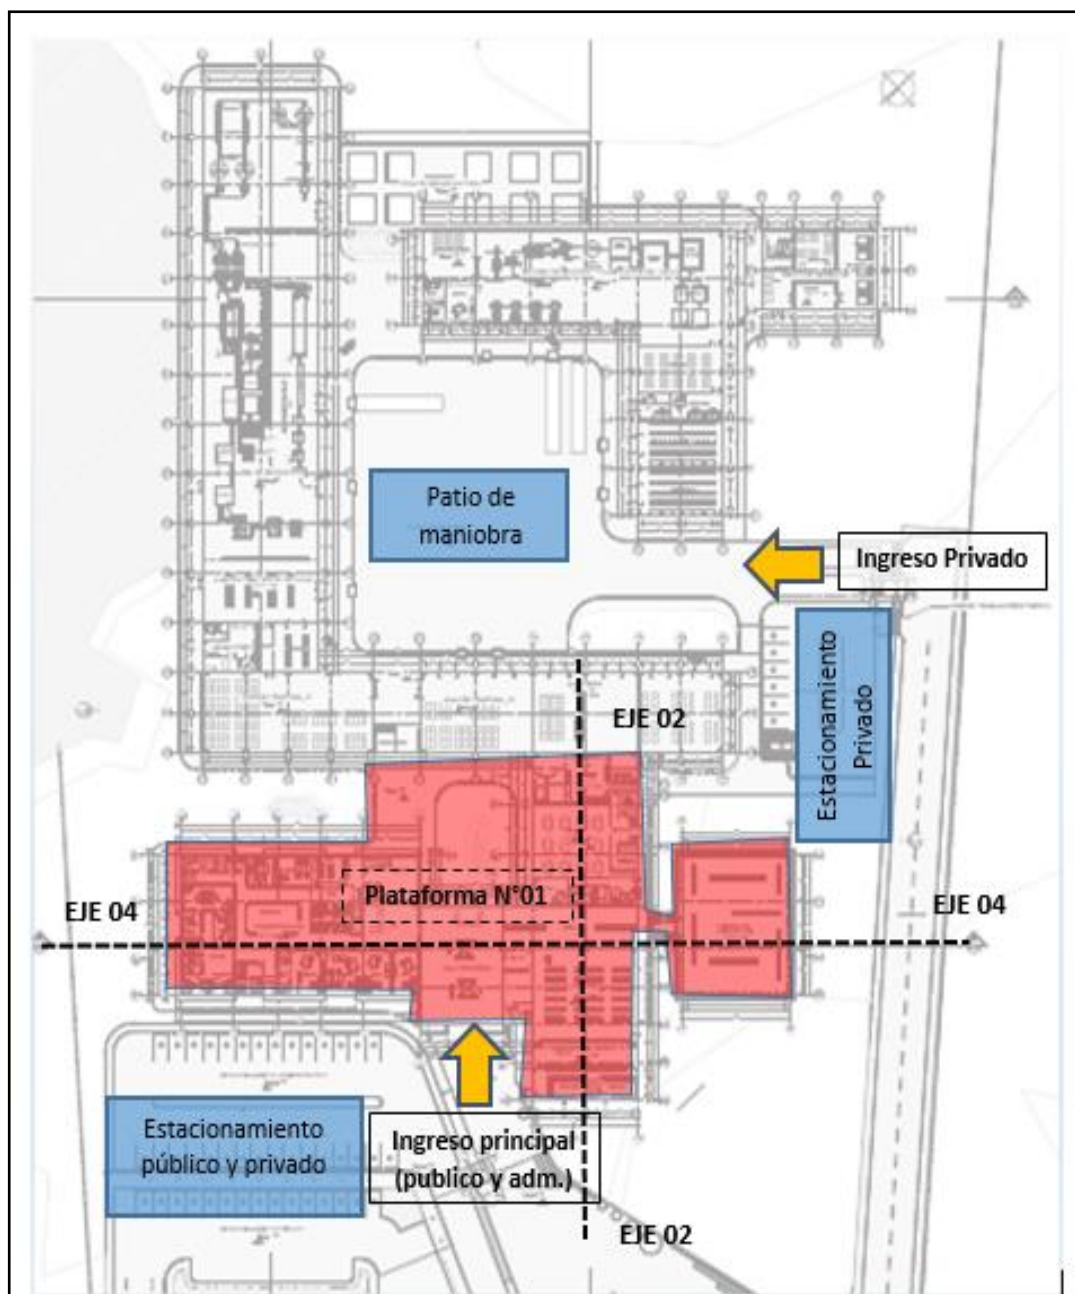 Patio de
maniobra
Ingreso Privado
Estacionamiento
Privado
EJE 02
Plataforma N°01
EJE 04
EJE 04
Estacionamiento
público y privado
Ingreso principal
(publico y adm.)
EJE 02